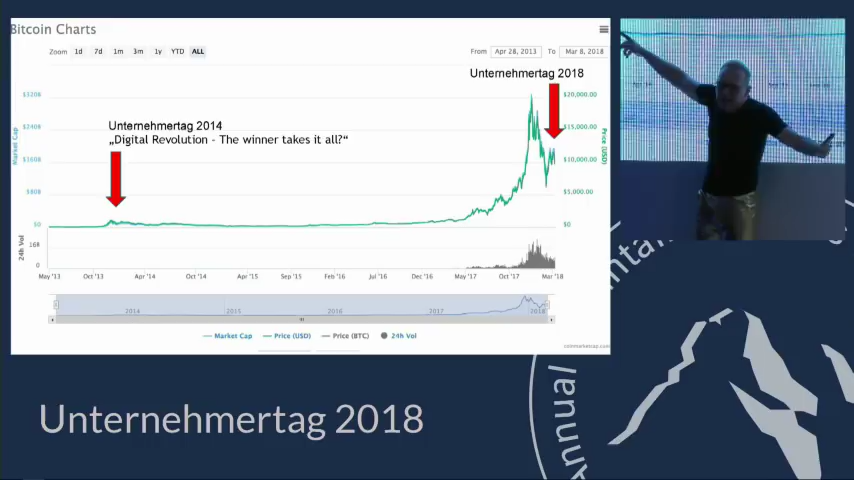 Bitcoin Charts
Zoom 1d 7d 1m 3m 1y YTD ALL
From Apr 28, 2013 To Mar 8, 2018
Unternehmertag 2018
Unternehmertag 2014
„Digital Revolution - The winner takes it all?“
$320B
$240B
$160B
$80B
$0
Market Cap
$20,000.00
$15,000.00
$10,000.00
$5,000.00
$0
Price (USD)
24h Vol
16B
0
May '13 Oct '13 Apr '14 Oct '14 Apr '15 Sep '15 Feb '16 Jul '16 Dec '16 May '17 Oct '17 Mar '18
2014 2015 2016 2017 2018
Market Cap Price (USD) Price (BTC) 24h Vol
coinmarketcap.com
Unternehmertag 2018
Annual